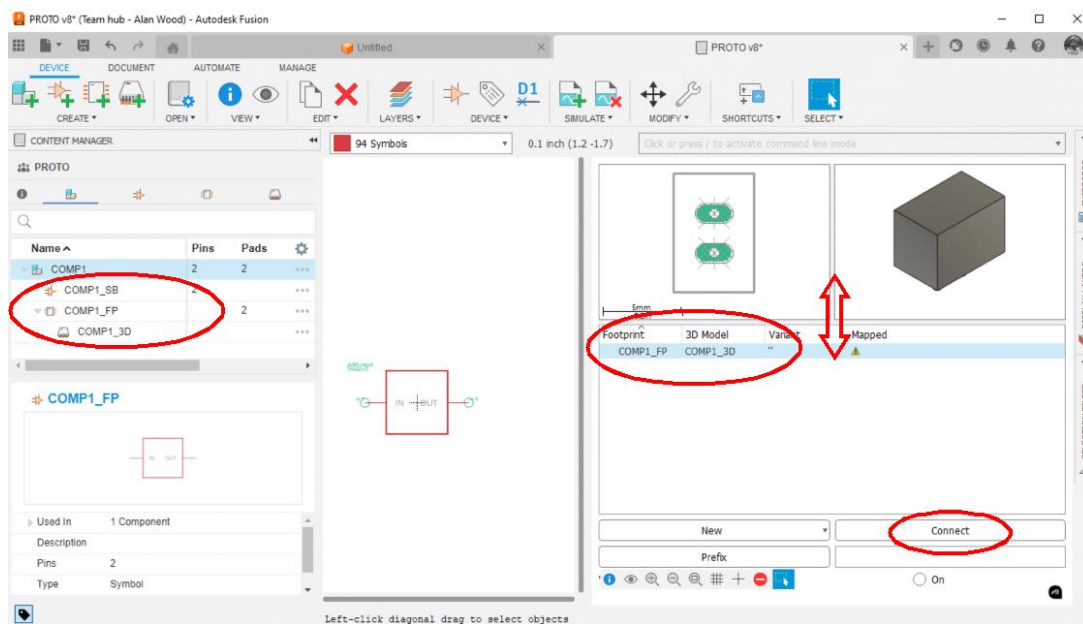 PROTO v8* (Team hub - Alan Wood) - Autodesk Fusion
Untitled
PROTO v8*
DEVICE DOCUMENT AUTOMATE MANAGE
D1
CREATE OPEN VIEW EDIT LAYERS DEVICE SIMULATE MODIFY SHORTCUTS SELECT
CONTENT MANAGER
94 Symbols
0.1 inch (1.2 -1.7)
Click or press / to activate command line mode
PROTO
Name Pins Pads
COMP1 2 2
COMP1_SB 2
COMP1_FP 2
COMP1_3D
COMP1_FP
IN OUT
Used In 1 Component
Description
Pins 2
Type Symbol
IN OUT
5mm
Footprint 3D Model Variant Mapped
COMP1_FP COMP1_3D ''
New
Connect
Prefix
On
Left-click diagonal drag to select objects